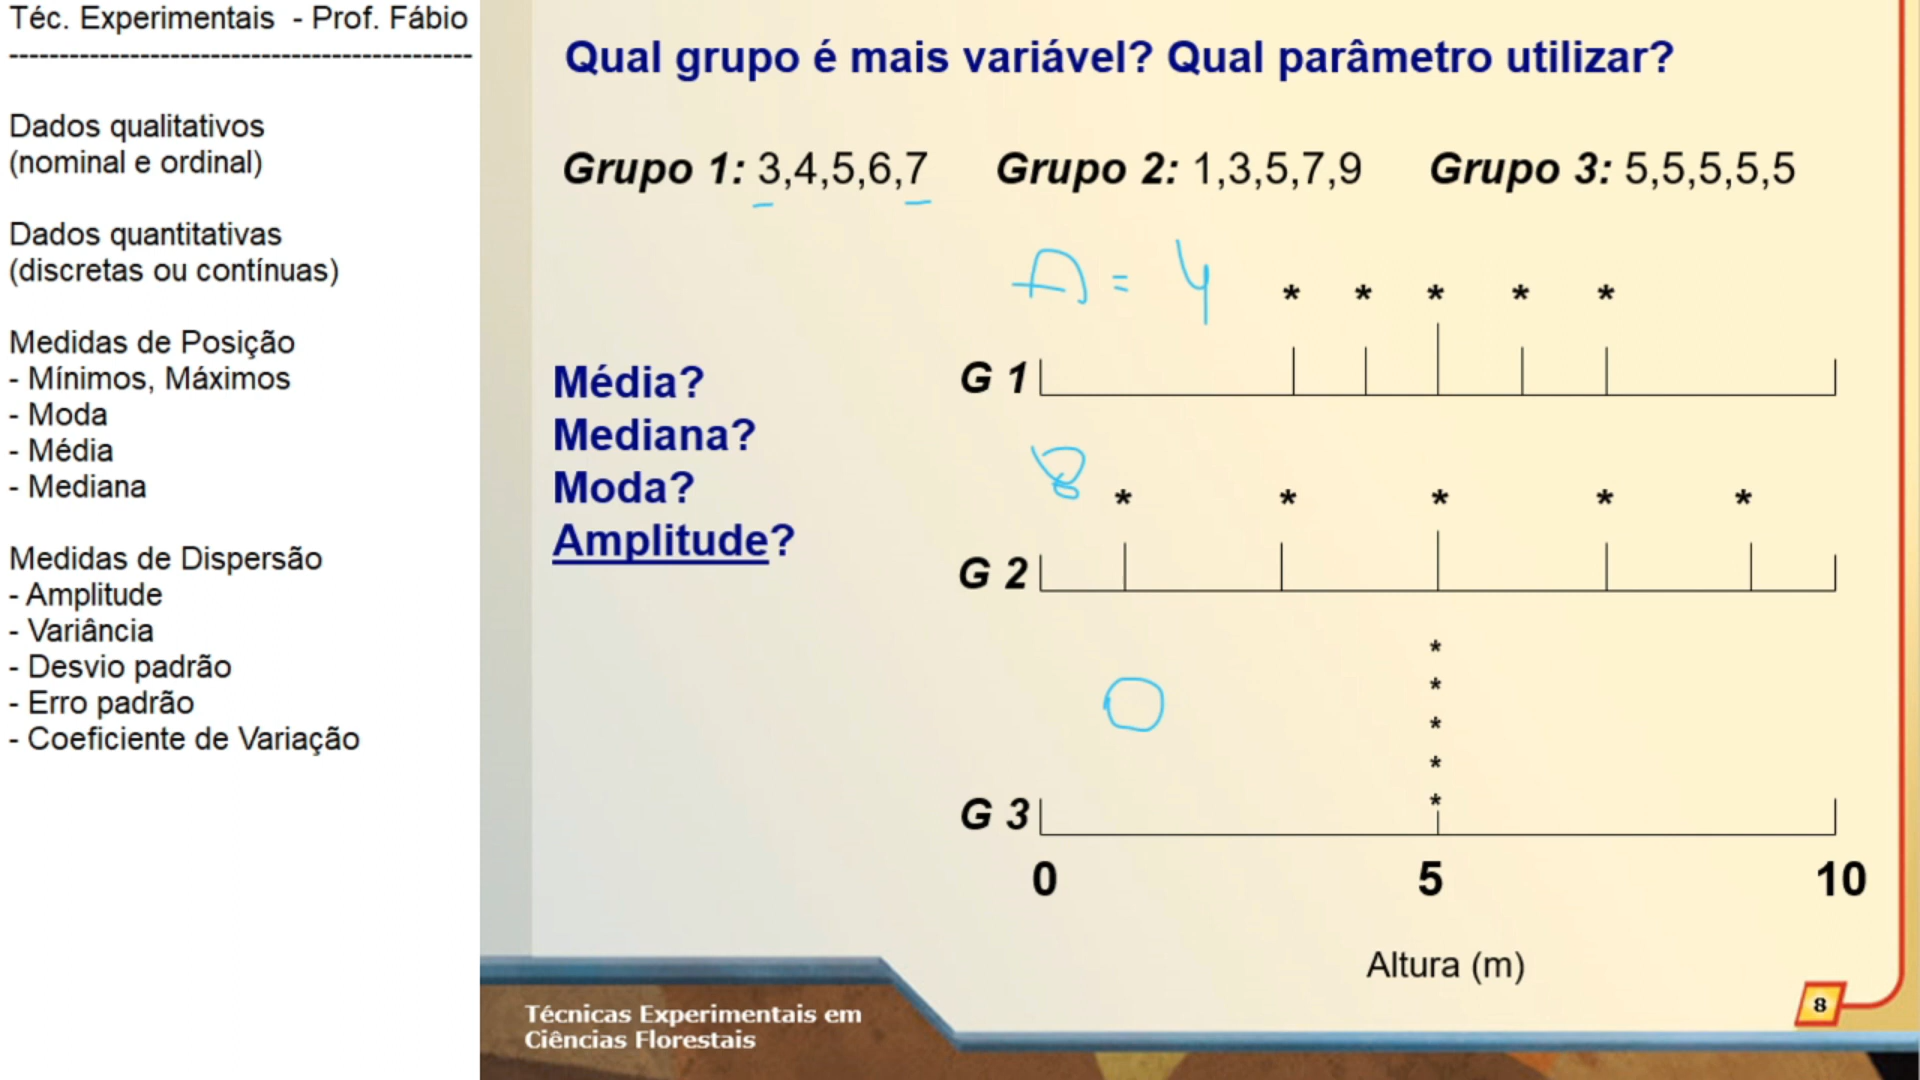 Téc. Experimentais - Prof. Fábio
----------------------------------------------
Dados qualitativos
(nominal e ordinal)
Dados quantitativas
(discretas ou contínuas)
Medidas de Posição
- Mínimos, Máximos
- Moda
- Média
- Mediana
Medidas de Dispersão
- Amplitude
- Variância
- Desvio padrão
- Erro padrão
- Coeficiente de Variação
Qual grupo é mais variável? Qual parâmetro utilizar?
Grupo 1: 3,4,5,6,7 Grupo 2: 1,3,5,7,9 Grupo 3: 5,5,5,5,5
A = 4
* * * * *
G 1
Média?
Mediana?
Moda?
Amplitude?
8
* * * * *
G 2
*
*
*
*
*
0
G 3
0 5 10
Altura (m)
Técnicas Experimentais em
Ciências Florestais
8